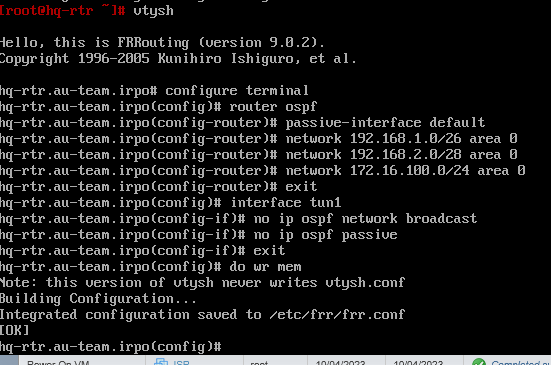 [root@hq-rtr ~]# vtysh
Hello, this is FRRouting (version 9.0.2).
Copyright 1996-2005 Kunihiro Ishiguro, et al.
hq-rtr.au-team.irpo# configure terminal
hq-rtr.au-team.irpo(config)# router ospf
hq-rtr.au-team.irpo(config-router)# passive-interface default
hq-rtr.au-team.irpo(config-router)# network 192.168.1.0/26 area 0
hq-rtr.au-team.irpo(config-router)# network 192.168.2.0/28 area 0
hq-rtr.au-team.irpo(config-router)# network 172.16.100.0/24 area 0
hq-rtr.au-team.irpo(config-router)# exit
hq-rtr.au-team.irpo(config)# interface tun1
hq-rtr.au-team.irpo(config-if)# no ip ospf network broadcast
hq-rtr.au-team.irpo(config-if)# no ip ospf passive
hq-rtr.au-team.irpo(config-if)# exit
hq-rtr.au-team.irpo(config)# do wr mem
Note: this version of vtysh never writes vtysh.conf
Building Configuration...
Integrated configuration saved to /etc/frr/frr.conf
[OK]
hq-rtr.au-team.irpo(config)#
Power On VM ISP root 10/04/2023 10/04/2023 Completed